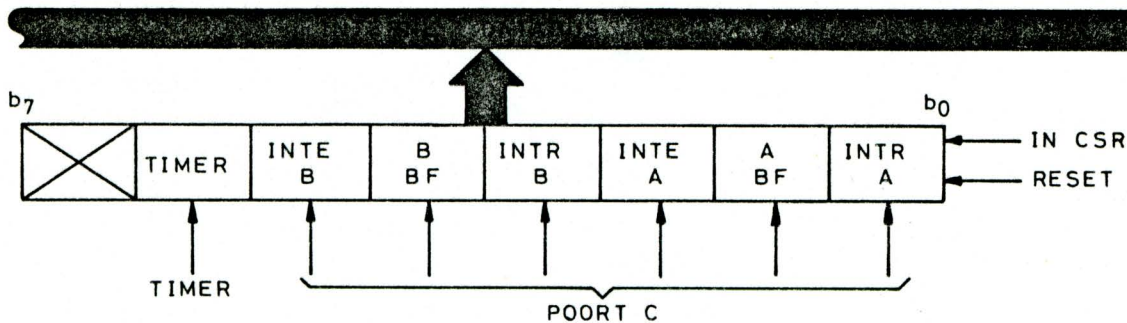 b7 b0
TIMER INTE B B BF INTR B INTE A A BF INTR A
IN CSR
RESET
TIMER
POORT C